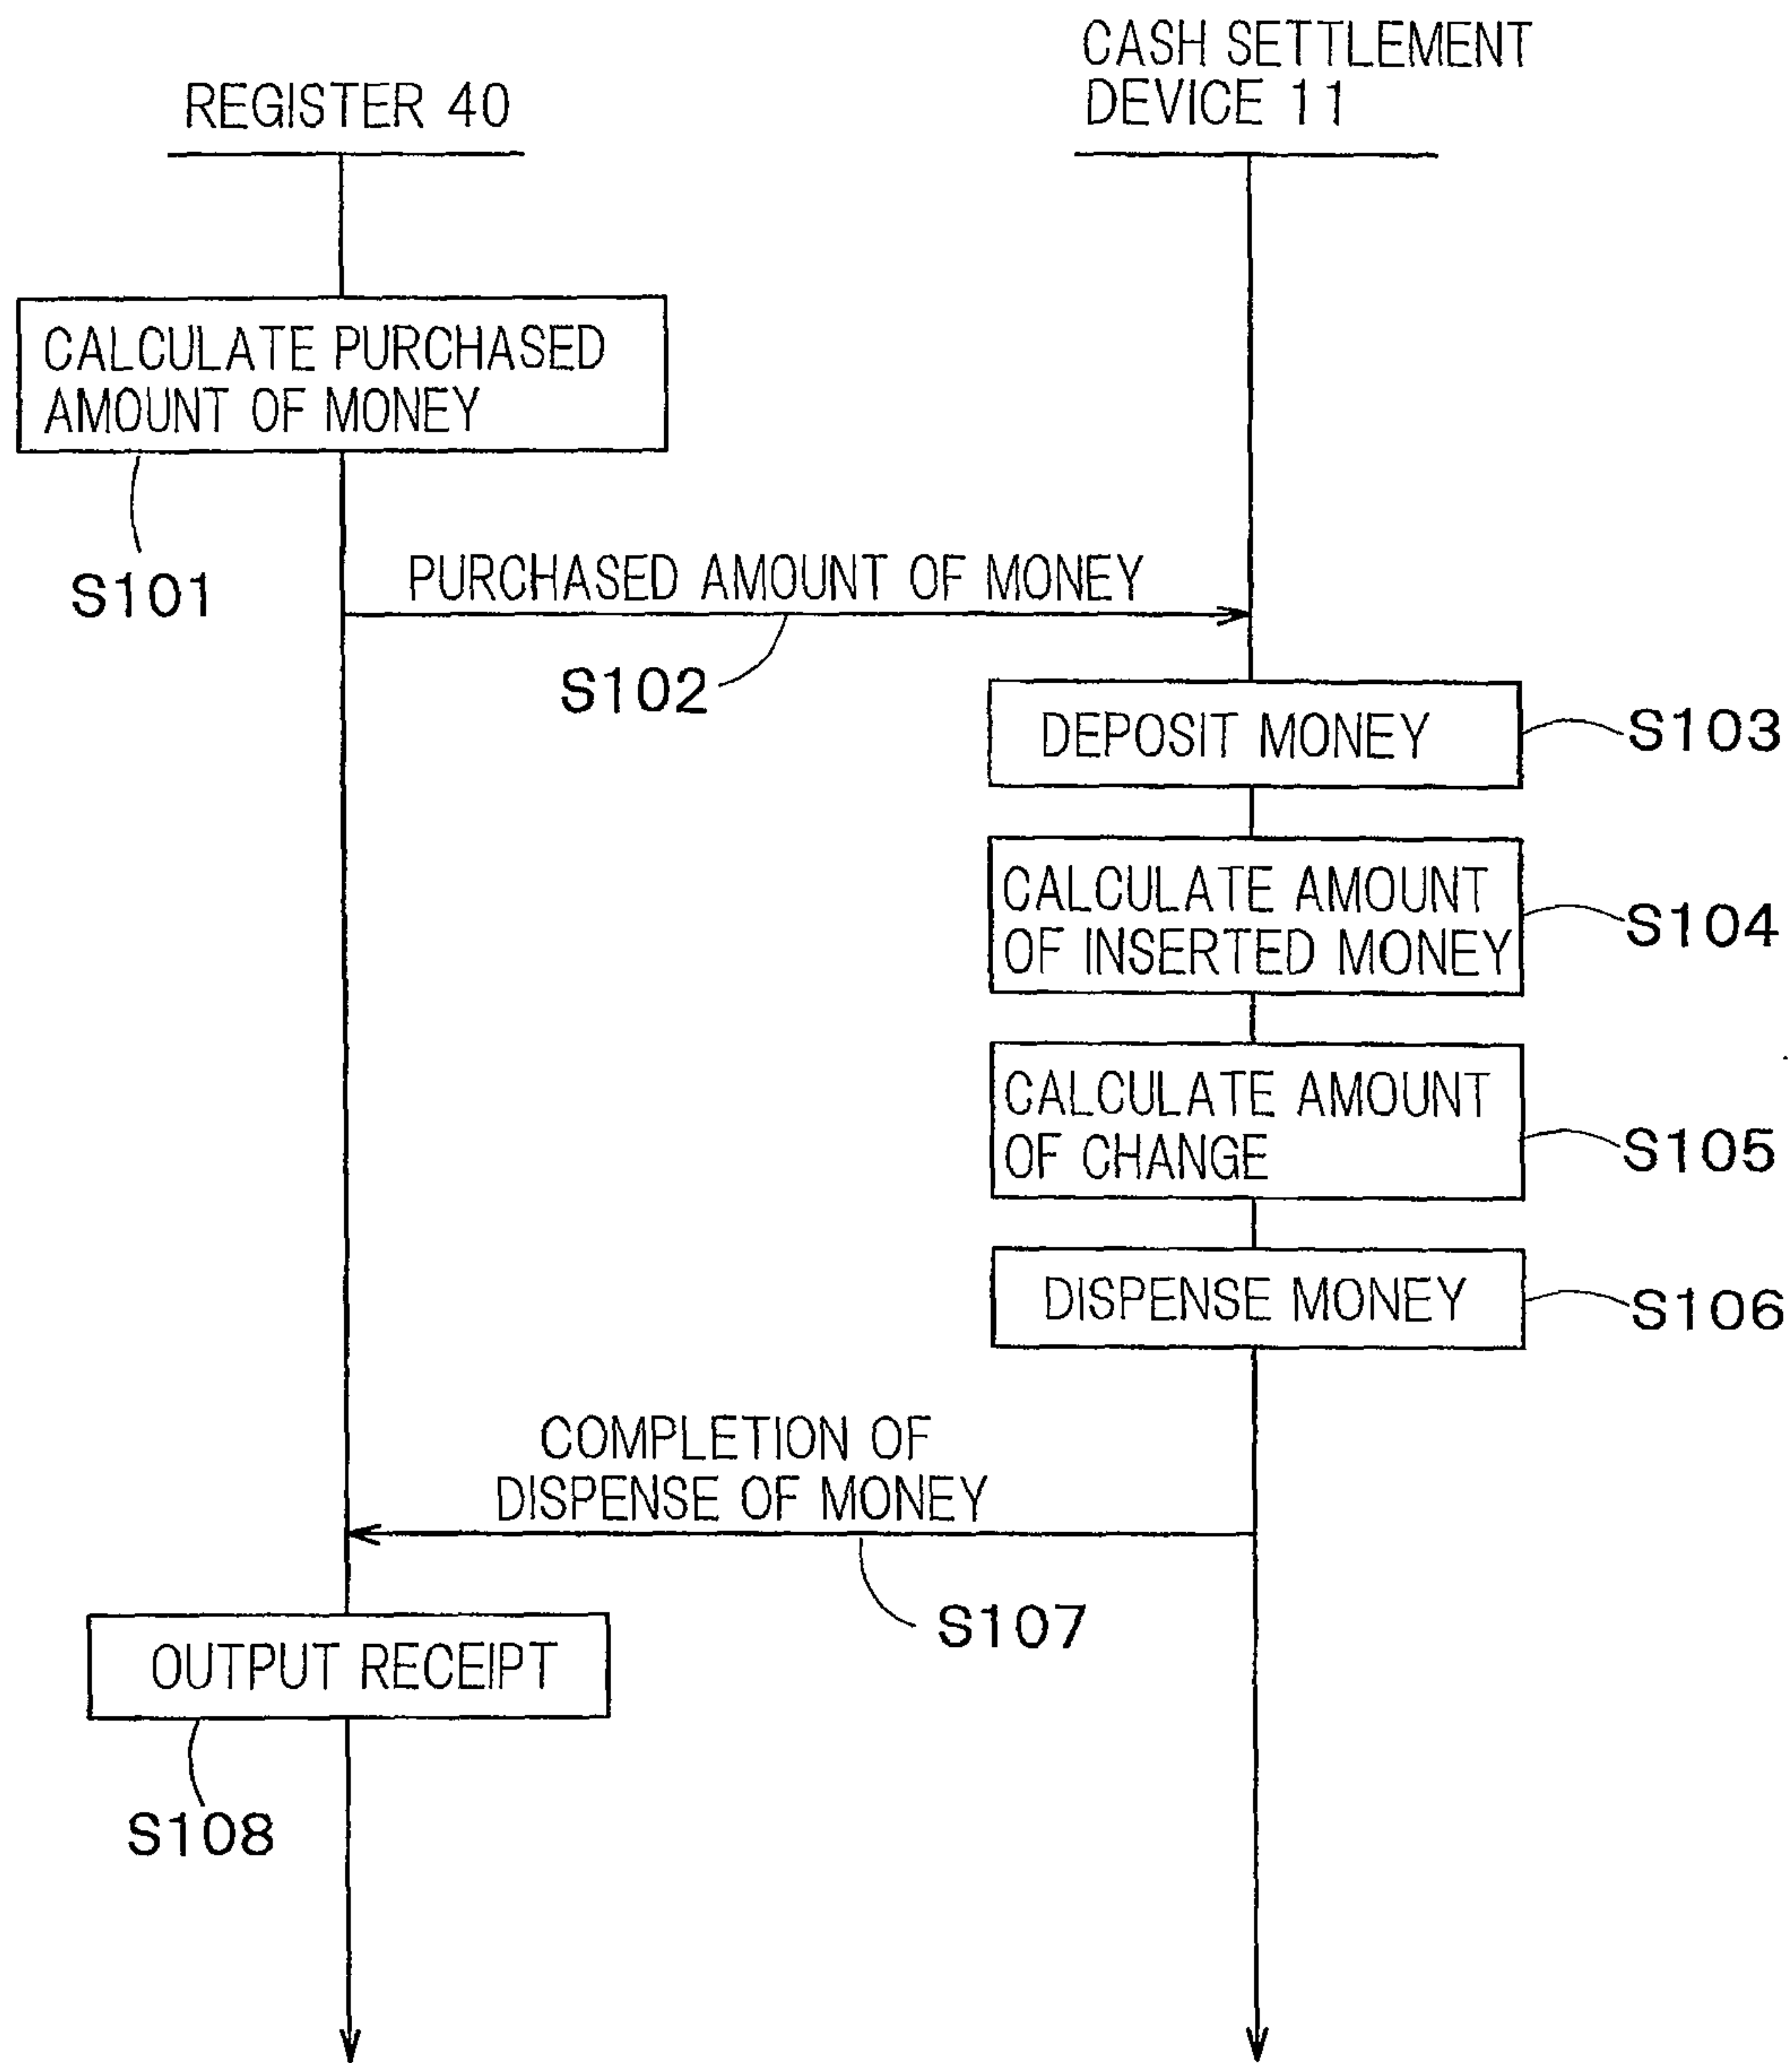 REGISTER 40
CASH SETTLEMENT
DEVICE 11
CALCULATE PURCHASED
AMOUNT OF MONEY
S101
PURCHASED AMOUNT OF MONEY
S102
DEPOSIT MONEY
S103
CALCULATE AMOUNT
OF INSERTED MONEY
S104
CALCULATE AMOUNT
OF CHANGE
S105
DISPENSE MONEY
S106
COMPLETION OF
DISPENSE OF MONEY
S107
OUTPUT RECEIPT
S108